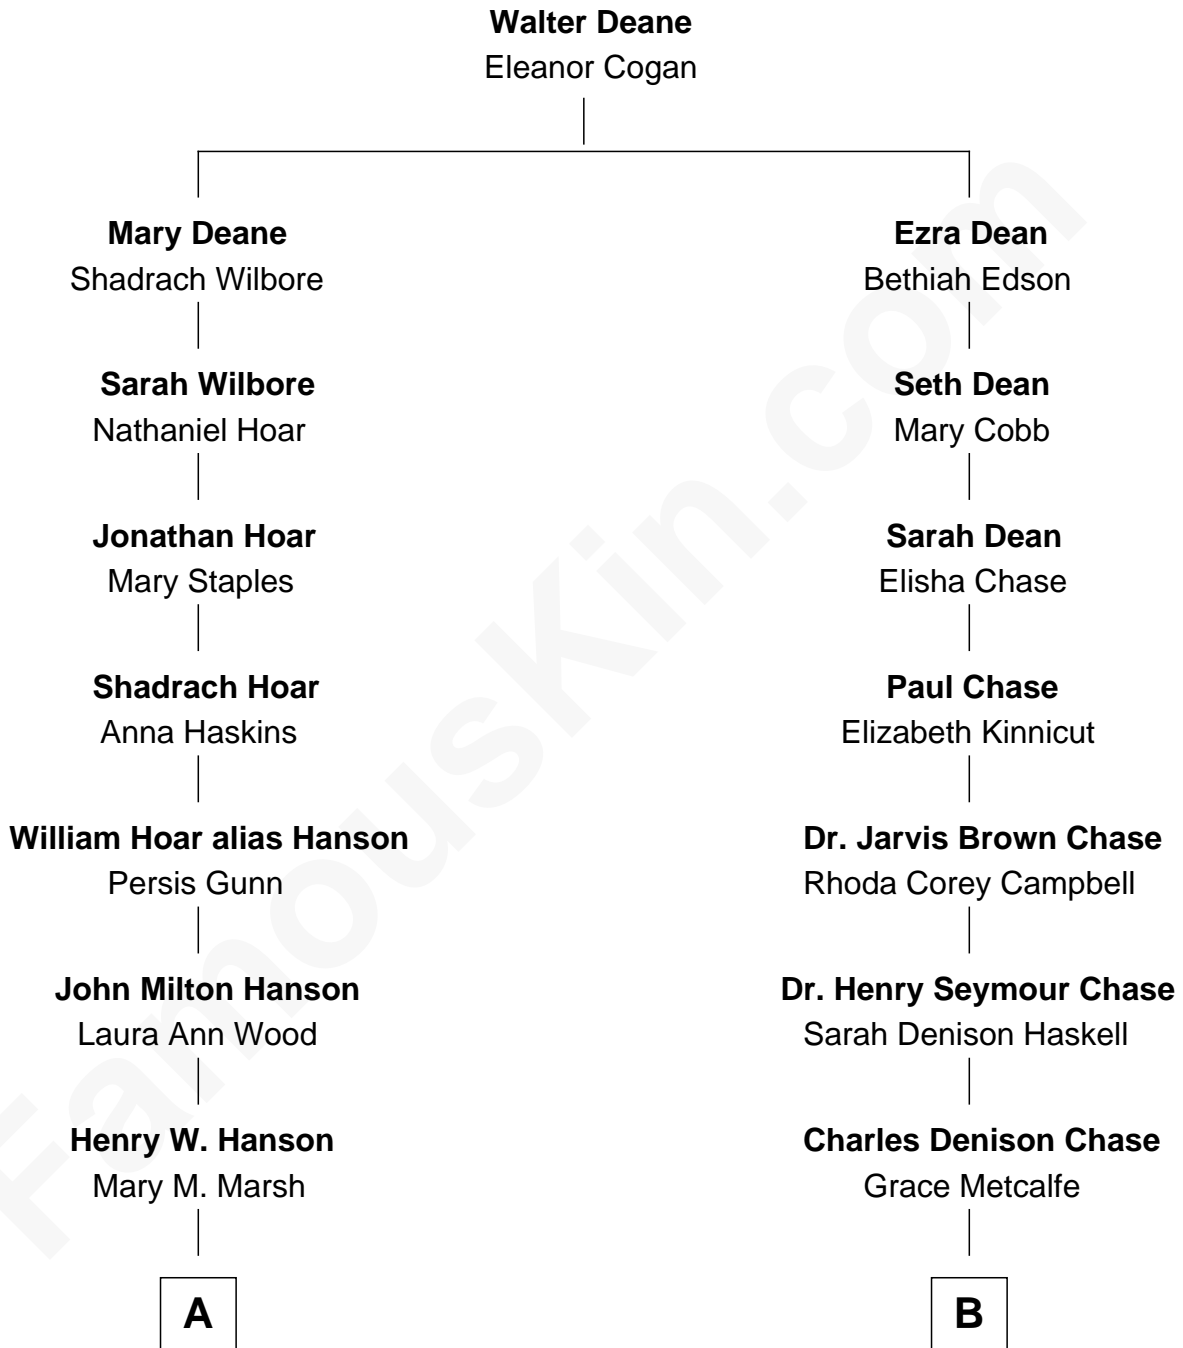 Walter Deane
Eleanor Cogan
Mary Deane
Shadrach Wilbore
Ezra Dean
Bethiah Edson
Sarah Wilbore
Nathaniel Hoar
Seth Dean
Mary Cobb
Jonathan Hoar
Mary Staples
Sarah Dean
Elisha Chase
Shadrach Hoar
Anna Haskins
Paul Chase
Elizabeth Kinnicut
William Hoar alias Hanson
Persis Gunn
Dr. Jarvis Brown Chase
Rhoda Corey Campbell
John Milton Hanson
Laura Ann Wood
Dr. Henry Seymour Chase
Sarah Denison Haskell
Henry W. Hanson
Mary M. Marsh
Charles Denison Chase
Grace Metcalfe
A
B
FamousKin.com